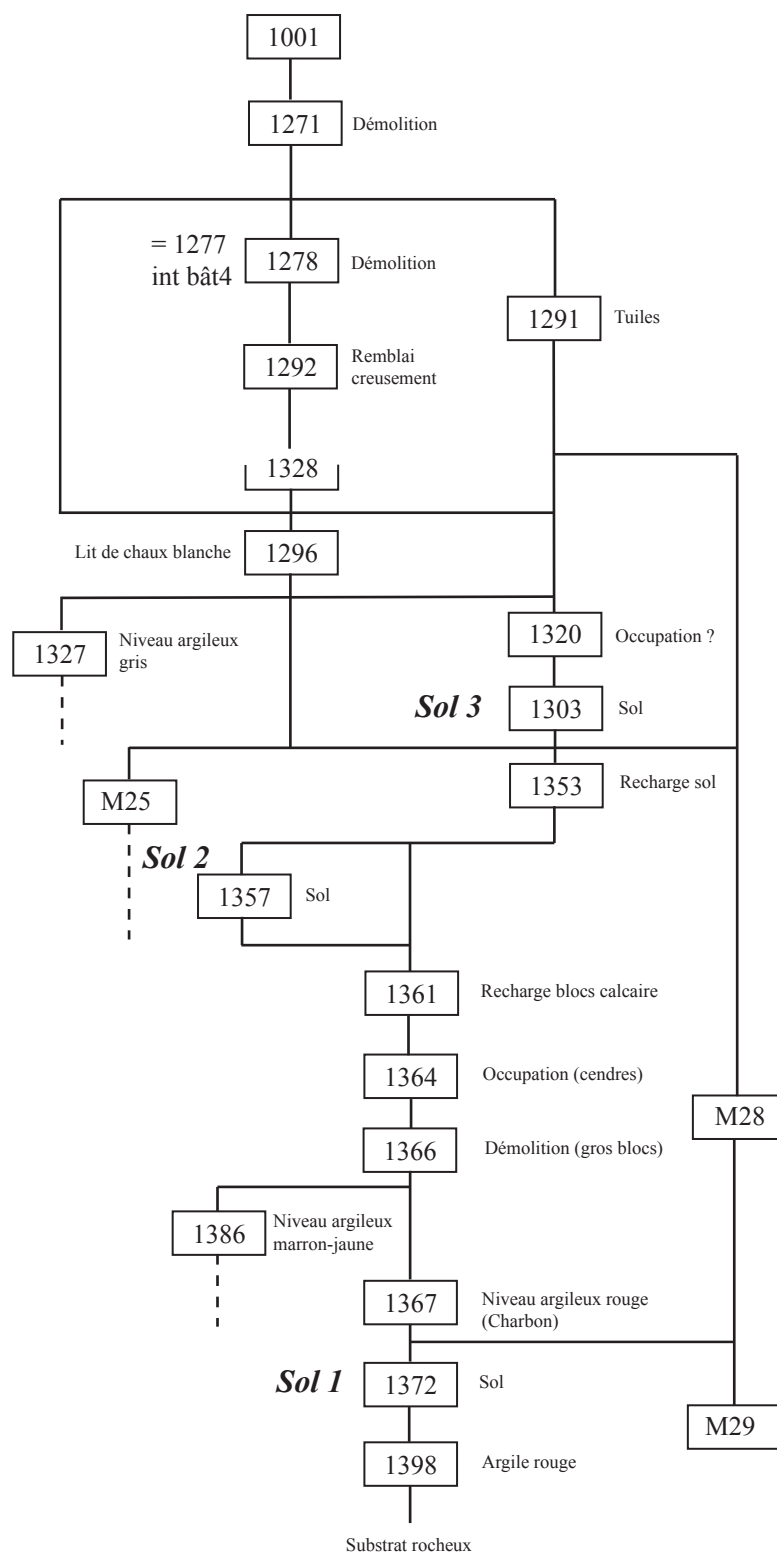 1001
1271
Démolition
= 1277
int bât4
1278
Démolition
1291
Tuiles
1292
Remblai
creusement
1328
Lit de chaux blanche
1296
1327
Niveau argileux
gris
1320
Occupation ?
Sol 3
1303
Sol
M25
1353
Recharge sol
Sol 2
1357
Sol
1361
Recharge blocs calcaire
1364
Occupation (cendres)
M28
1366
Démolition (gros blocs)
1386
Niveau argileux
marron-jaune
1367
Niveau argileux rouge
(Charbon)
Sol 1
1372
Sol
M29
1398
Argile rouge
Substrat rocheux